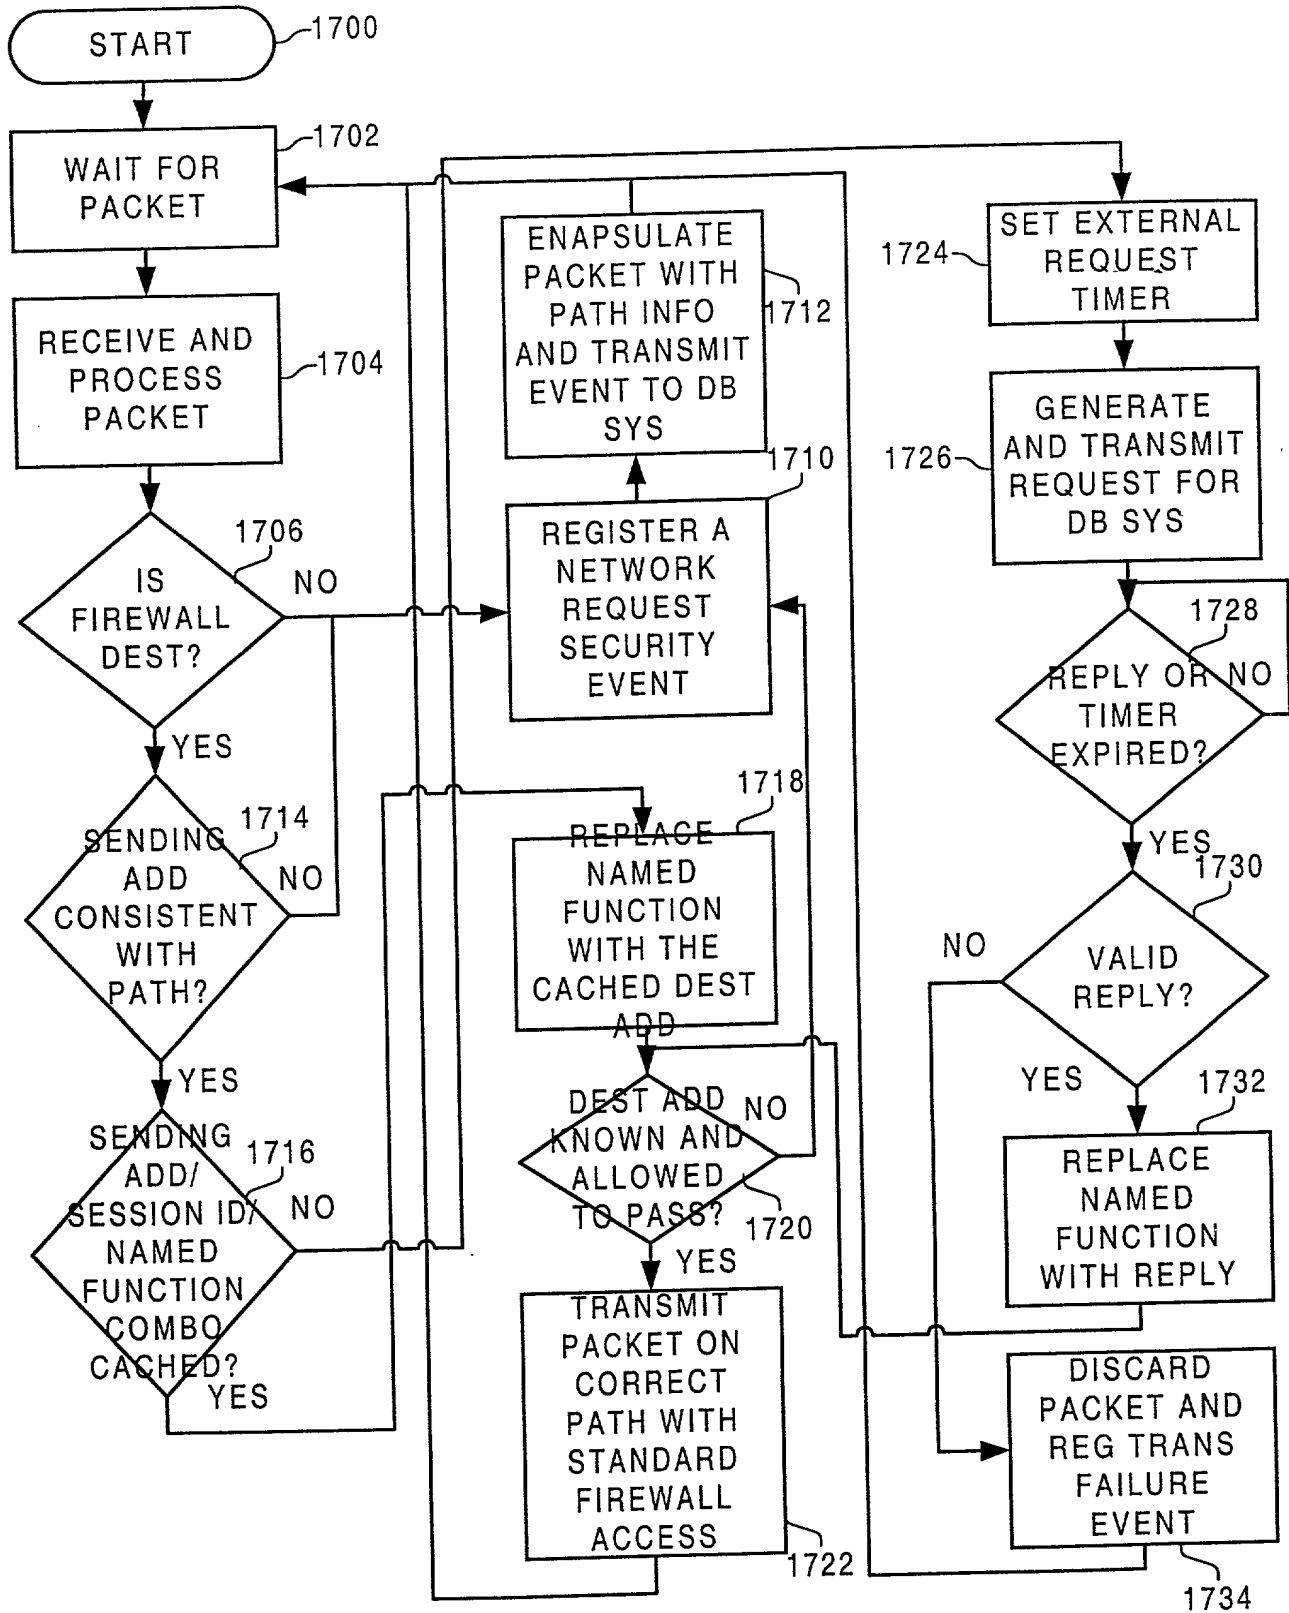 START
1700
WAIT FOR
PACKET
1702
RECEIVE AND
PROCESS
PACKET
1704
IS
FIREWALL
DEST?
1706
NO
YES
SENDING
ADD
CONSISTENT
WITH
PATH?
1714
NO
YES
SENDING
ADD/
SESSION ID/
NAMED
FUNCTION
COMBO
CACHED?
1716
NO
YES
ENAPSULATE
PACKET WITH
PATH INFO
AND TRANSMIT
EVENT TO DB
SYS
1712
REGISTER A
NETWORK
REQUEST
SECURITY
EVENT
1710
REPLACE
NAMED
FUNCTION
WITH THE
CACHED DEST
ADD
1718
DEST ADD
KNOWN AND
ALLOWED
TO PASS?
1720
NO
YES
TRANSMIT
PACKET ON
CORRECT
PATH WITH
STANDARD
FIREWALL
ACCESS
1722
SET EXTERNAL
REQUEST
TIMER
1724
GENERATE
AND TRANSMIT
REQUEST FOR
DB SYS
1726
REPLY OR
TIMER
EXPIRED?
1728
NO
YES
VALID
REPLY?
1730
NO
YES
REPLACE
NAMED
FUNCTION
WITH REPLY
1732
DISCARD
PACKET AND
REG TRANS
FAILURE
EVENT
1734